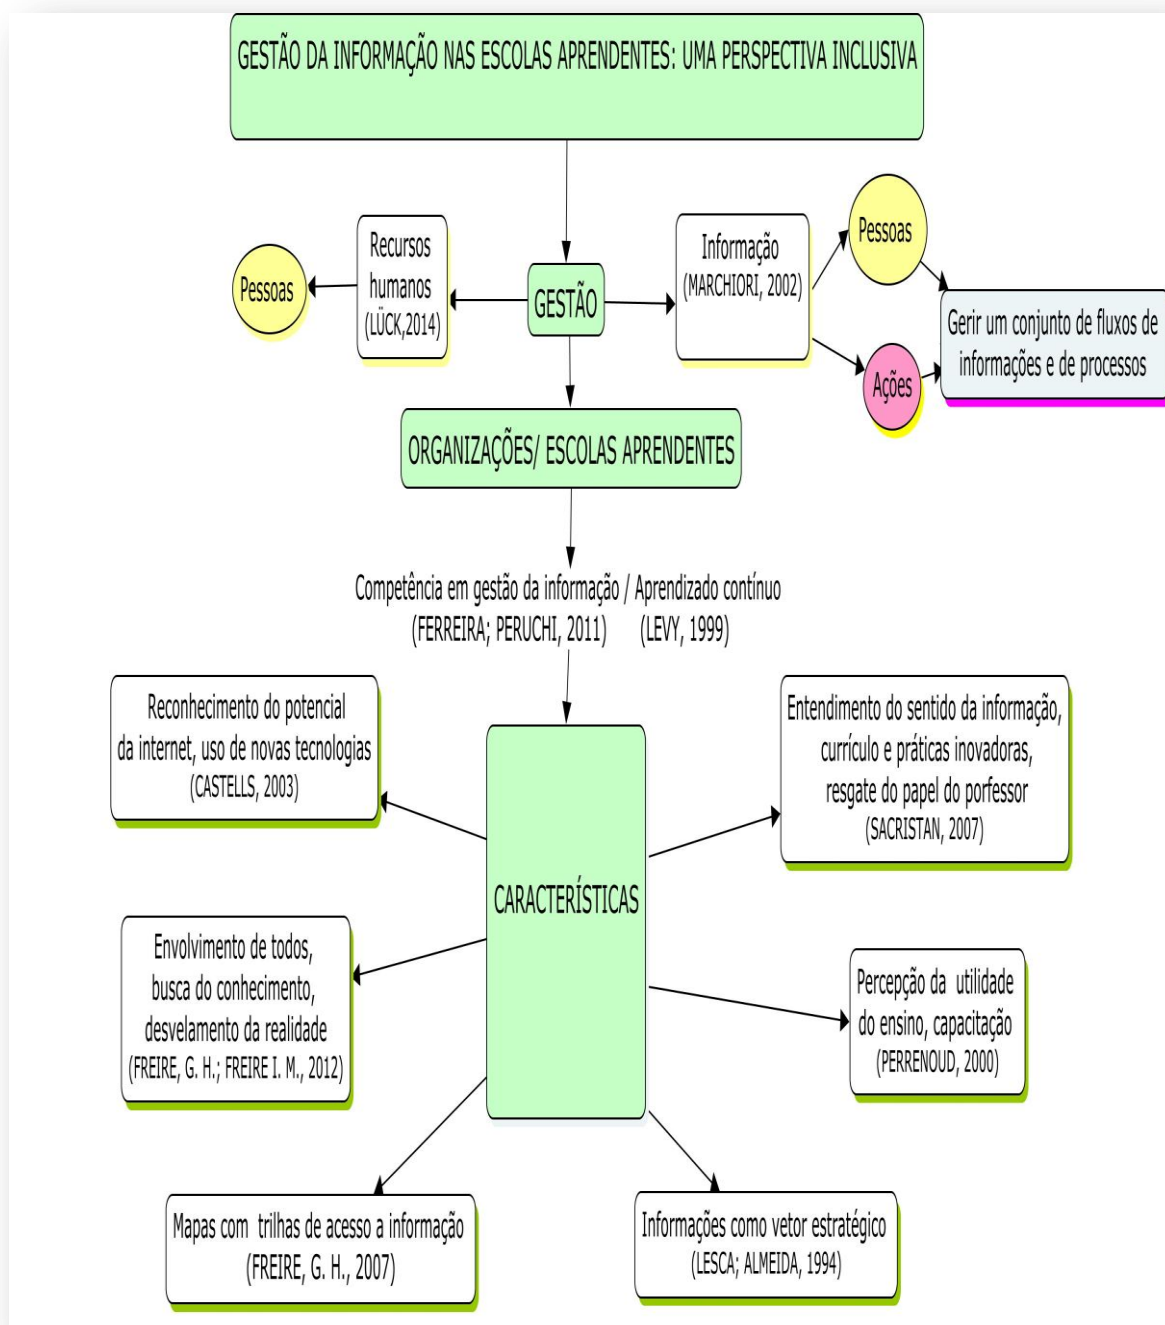 GESTÃO DA INFORMAÇÃO NAS ESCOLAS APRENDENTES: UMA PERSPECTIVA INCLUSIVA
Pessoas
Recursos
humanos
(LÜCK,2014)
GESTÃO
Informação
(MARCHIORI, 2002)
Pessoas
Ações
Gerir um conjunto de fluxos de
informações e de processos
ORGANIZAÇÕES/ ESCOLAS APRENDENTES
Competência em gestão da informação / Aprendizado contínuo
(FERREIRA; PERUCHI, 2011) (LEVY, 1999)
Reconhecimento do potencial
da internet, uso de novas tecnologias
(CASTELLS, 2003)
Entendimento do sentido da informação,
currículo e práticas inovadoras,
resgate do papel do porfessor
(SACRISTAN, 2007)
CARACTERÍSTICAS
Envolvimento de todos,
busca do conhecimento,
desvelamento da realidade
(FREIRE, G. H.; FREIRE I. M., 2012)
Percepção da utilidade
do ensino, capacitação
(PERRENOUD, 2000)
Mapas com trilhas de acesso a informação
(FREIRE, G. H., 2007)
Informações como vetor estratégico
(LESCA; ALMEIDA, 1994)